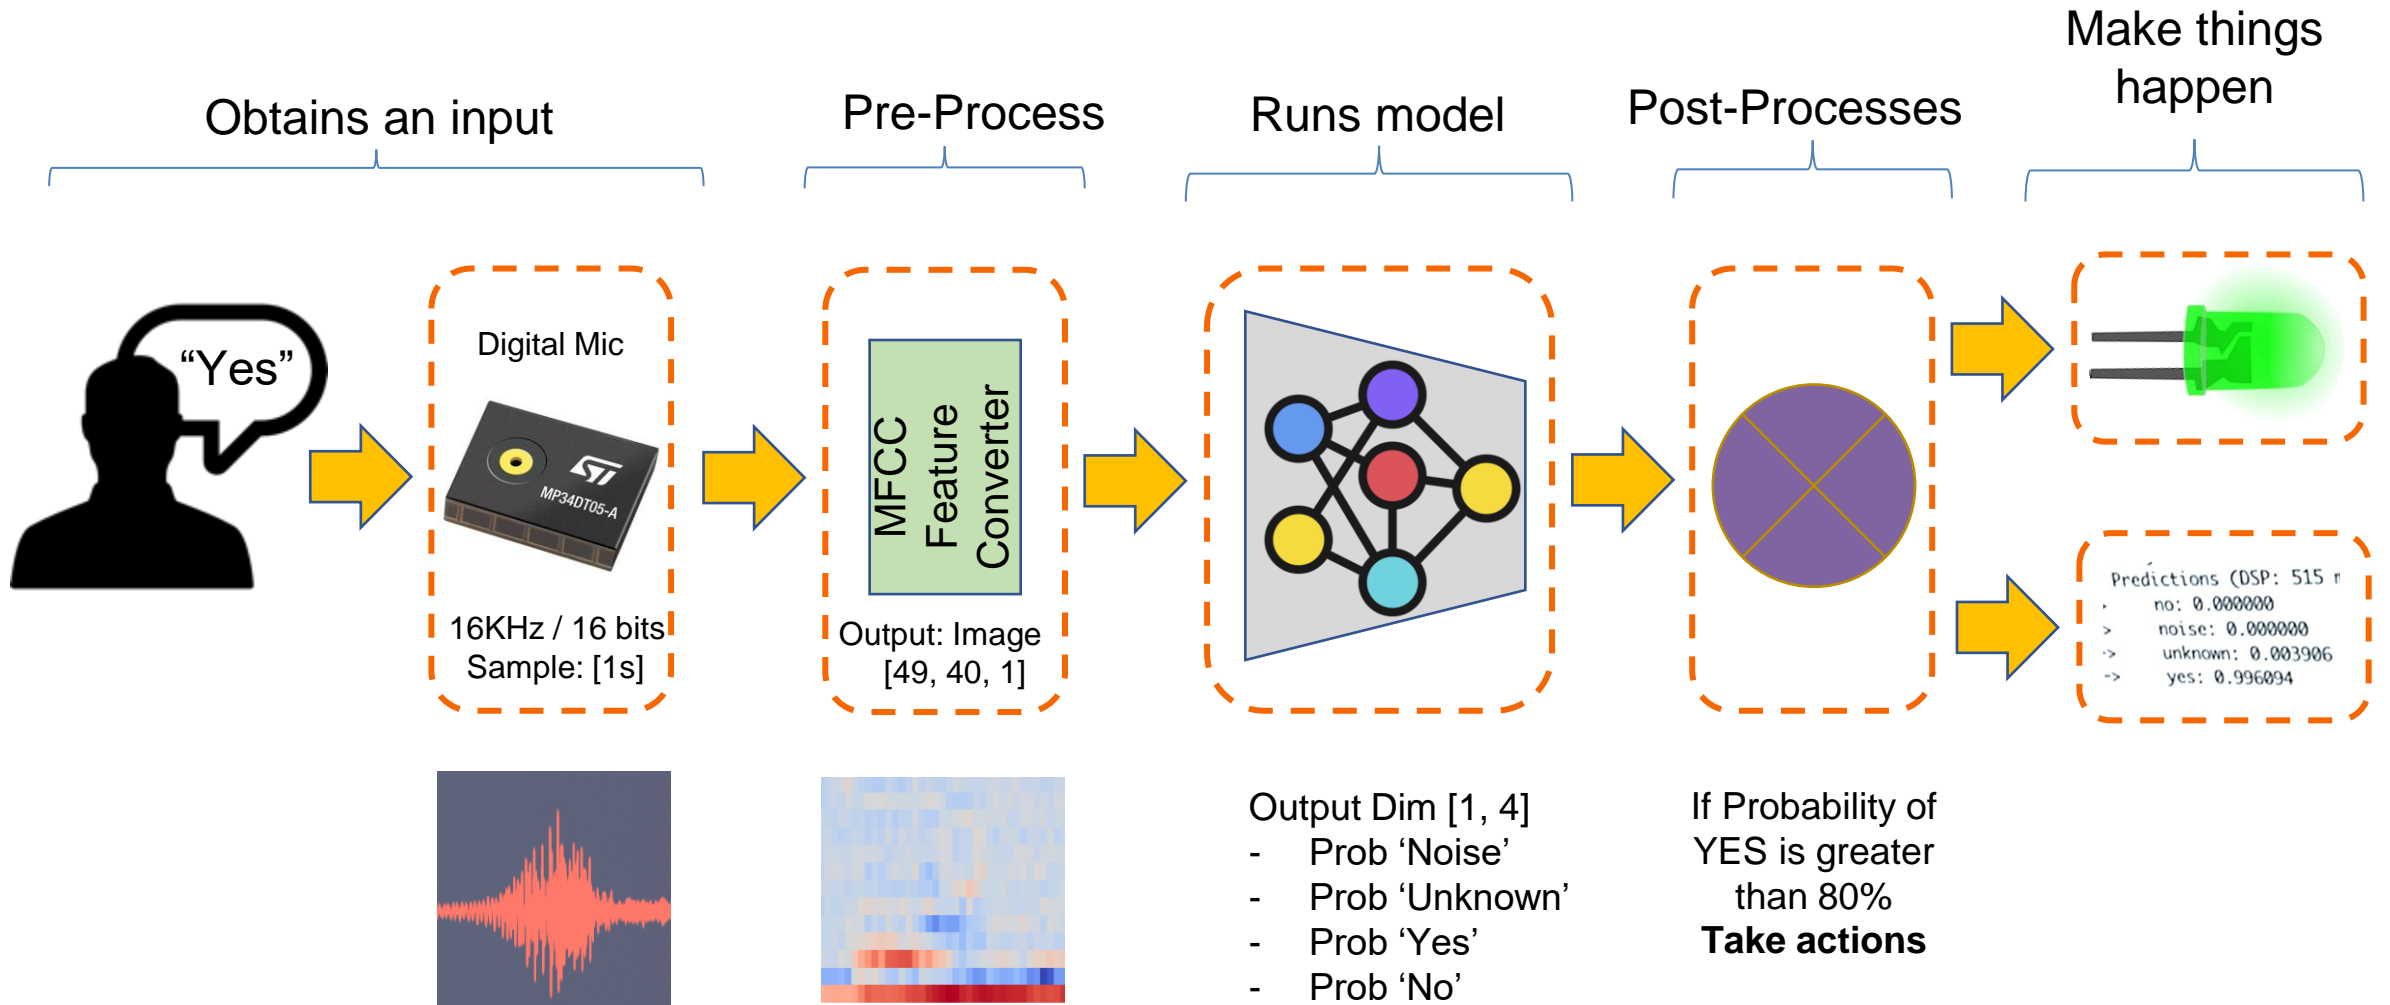 Obtains an input
Pre-Process
Runs model
Post-Processes
Make things
happen
“Yes”
Digital Mic
ST
MP34DT05-A
16KHz / 16 bits
Sample: [1s]
MFCC
Feature
Converter
Output: Image
[49, 40, 1]
Predictions (DSP: 515
no: 0.000000
> noise: 0.000000
-> unknown: 0.003906
-> yes: 0.996094
Output Dim [1, 4]
- Prob ‘Noise’
- Prob ‘Unknown’
- Prob ‘Yes’
- Prob ‘No’
If Probability of
YES is greater
than 80%
Take actions